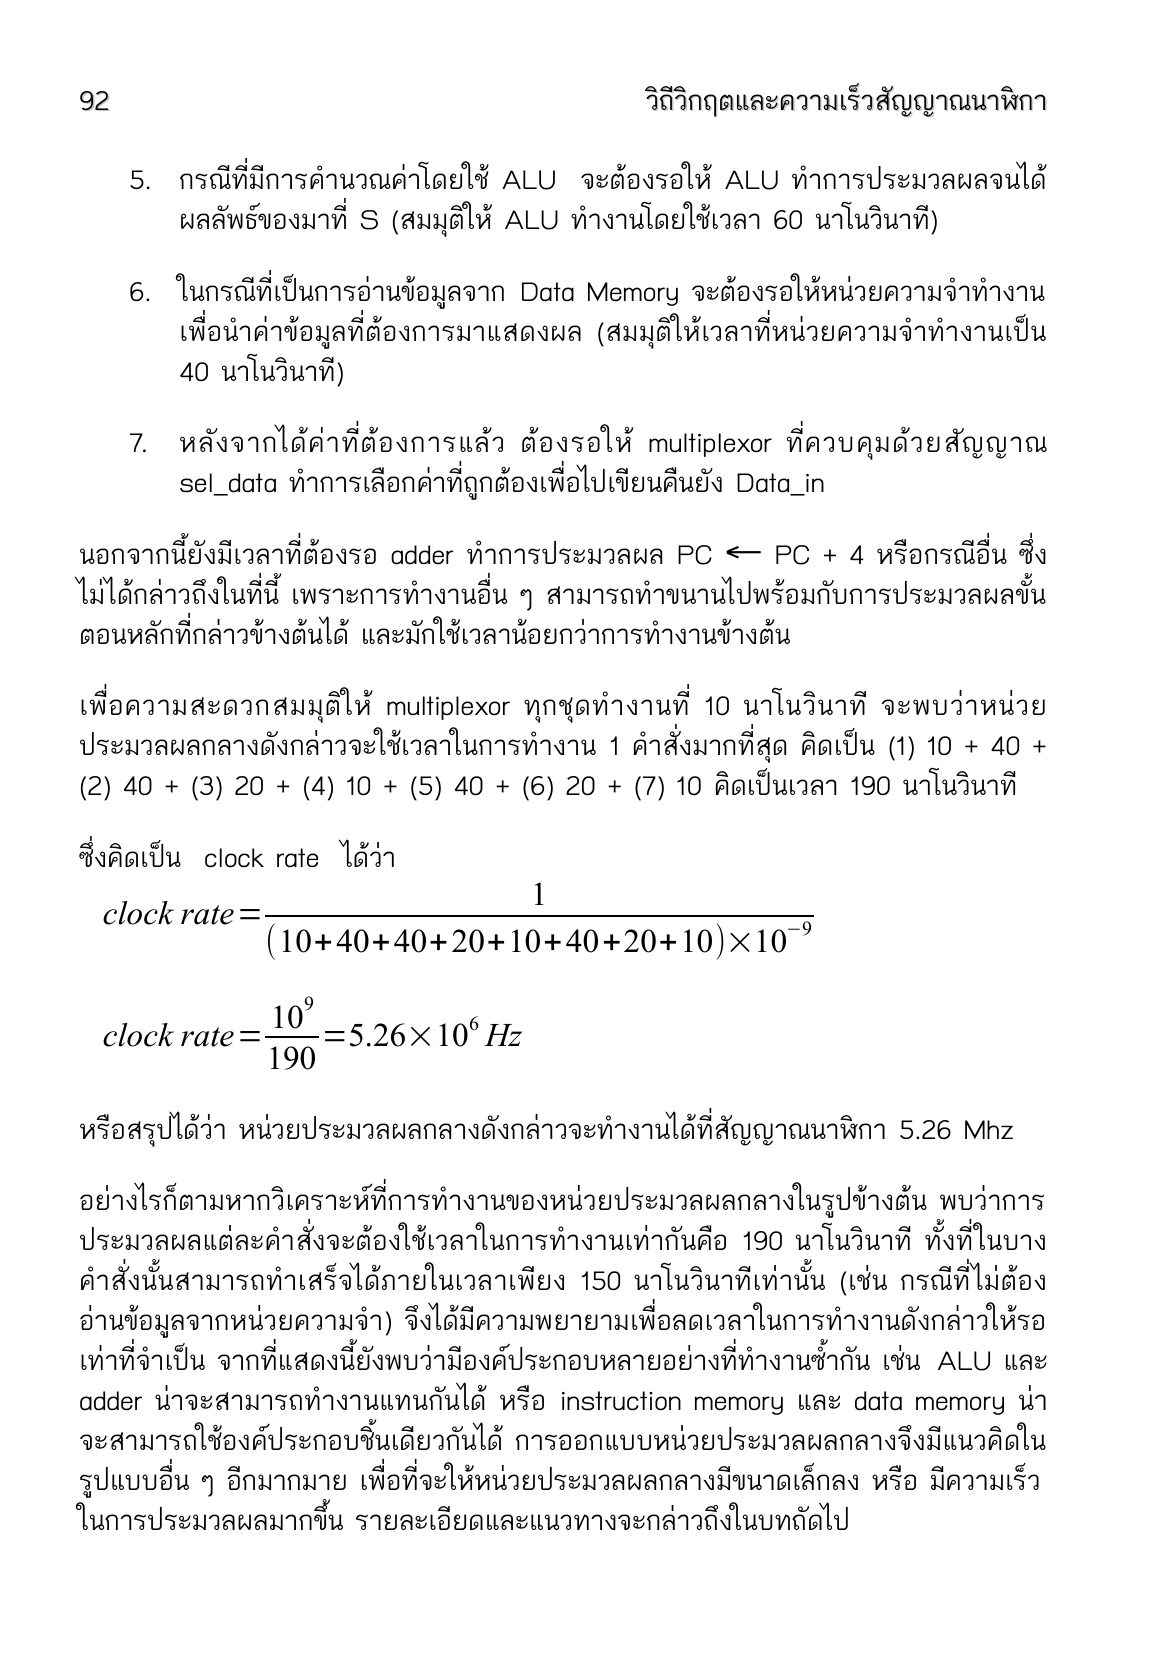 92 วิถีวิกฤตและความเร็วสัญญาณนาฬิกา
5. กรณีที่มีการคำนวณค่าโดยใช้ ALU จะต้องรอให้ ALU ทำการประมวลผลจนได้
ผลลัพธ์ของมาที่ S (สมมุติให้ ALU ทำงานโดยใช้เวลา 60 นาโนวินาที)
6. ในกรณีที่เป็นการอ่านข้อมูลจาก Data Memory จะต้องรอให้หน่วยความจำทำงาน
เพื่อนำค่าข้อมูลที่ต้องการมาแสดงผล (สมมุติให้เวลาที่หน่วยความจำทำงานเป็น
40 นาโนวินาที)
7. หลังจากได้ค่าที่ต้องการแล้ว ต้องรอให้ multiplexor ที่ควบคุมด้วยสัญญาณ
sel_data ทำการเลือกค่าที่ถูกต้องเพื่อไปเขียนคืนยัง Data_in
นอกจากนี้ยังมีเวลาที่ต้องรอ adder ทำการประมวลผล PC ← PC + 4 หรือกรณีอื่น ซึ่ง
ไม่ได้กล่าวถึงในที่นี้ เพราะการทำงานอื่น ๆ สามารถทำขนานไปพร้อมกับการประมวลผลขั้น
ตอนหลักที่กล่าวข้างต้นได้ และมักใช้เวลาน้อยกว่าการทำงานข้างต้น
เพื่อความสะดวกสมมุติให้ multiplexor ทุกชุดทำงานที่ 10 นาโนวินาที จะพบว่าหน่วย
ประมวลผลกลางดังกล่าวจะใช้เวลาในการทำงาน 1 คำสั่งมากที่สุด คิดเป็น (1) 10 + 40 +
(2) 40 + (3) 20 + (4) 10 + (5) 40 + (6) 20 + (7) 10 คิดเป็นเวลา 190 นาโนวินาที
ซึ่งคิดเป็น clock rate ได้ว่า
clock rate = 1 / (10+40+40+20+10+40+20+10)×10⁻⁹
clock rate = 10⁹ / 190 = 5.26×10⁶ Hz
หรือสรุปได้ว่า หน่วยประมวลผลกลางดังกล่าวจะทำงานได้ที่สัญญาณนาฬิกา 5.26 Mhz
อย่างไรก็ตามหากวิเคราะห์ที่การทำงานของหน่วยประมวลผลกลางในรูปข้างต้น พบว่าการ
ประมวลผลแต่ละคำสั่งจะต้องใช้เวลาในการทำงานเท่ากันคือ 190 นาโนวินาที ทั้งที่ในบาง
คำสั่งนั้นสามารถทำเสร็จได้ภายในเวลาเพียง 150 นาโนวินาทีเท่านั้น (เช่น กรณีที่ไม่ต้อง
อ่านข้อมูลจากหน่วยความจำ) จึงได้มีความพยายามเพื่อลดเวลาในการทำงานดังกล่าวให้รอ
เท่าที่จำเป็น จากที่แสดงนี้ยังพบว่ามีองค์ประกอบหลายอย่างที่ทำงานซ้ำกัน เช่น ALU และ
adder น่าจะสามารถทำงานแทนกันได้ หรือ instruction memory และ data memory น่า
จะสามารถใช้องค์ประกอบชิ้นเดียวกันได้ การออกแบบหน่วยประมวลผลกลางจึงมีแนวคิดใน
รูปแบบอื่น ๆ อีกมากมาย เพื่อที่จะให้หน่วยประมวลผลกลางมีขนาดเล็กลง หรือ มีความเร็ว
ในการประมวลผลมากขึ้น รายละเอียดและแนวทางจะกล่าวถึงในบทถัดไป